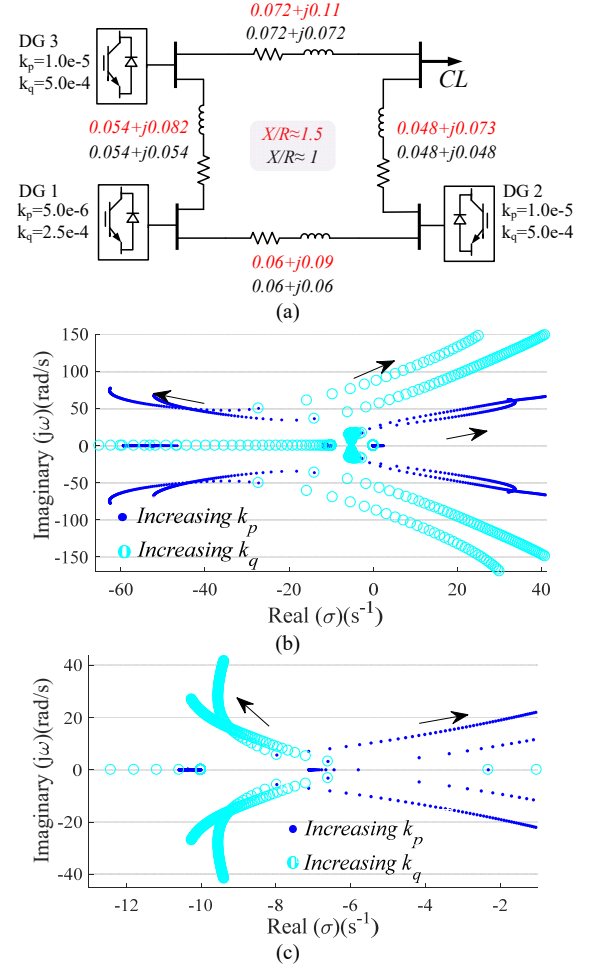 0.072+j0.11
0.072+j0.072
DG 3
kp=1.0e-5
kq=5.0e-4
CL
0.054+j0.082
0.054+j0.054
X/R≈1.5
X/R≈ 1
0.048+j0.073
0.048+j0.048
DG 1
kp=5.0e-6
kq=2.5e-4
DG 2
kp=1.0e-5
kq=5.0e-4
0.06+j0.09
0.06+j0.06
(a)
150
100
50
0
-50
-100
-150
Imaginary (jω)(rad/s)
Increasing kp
Increasing kq
-60 -40 -20 0 20 40
Real (σ)(s-1)
(b)
40
20
0
-20
-40
Imaginary (jω)(rad/s)
Increasing kp
Increasing kq
-12 -10 -8 -6 -4 -2
Real (σ)(s-1)
(c)